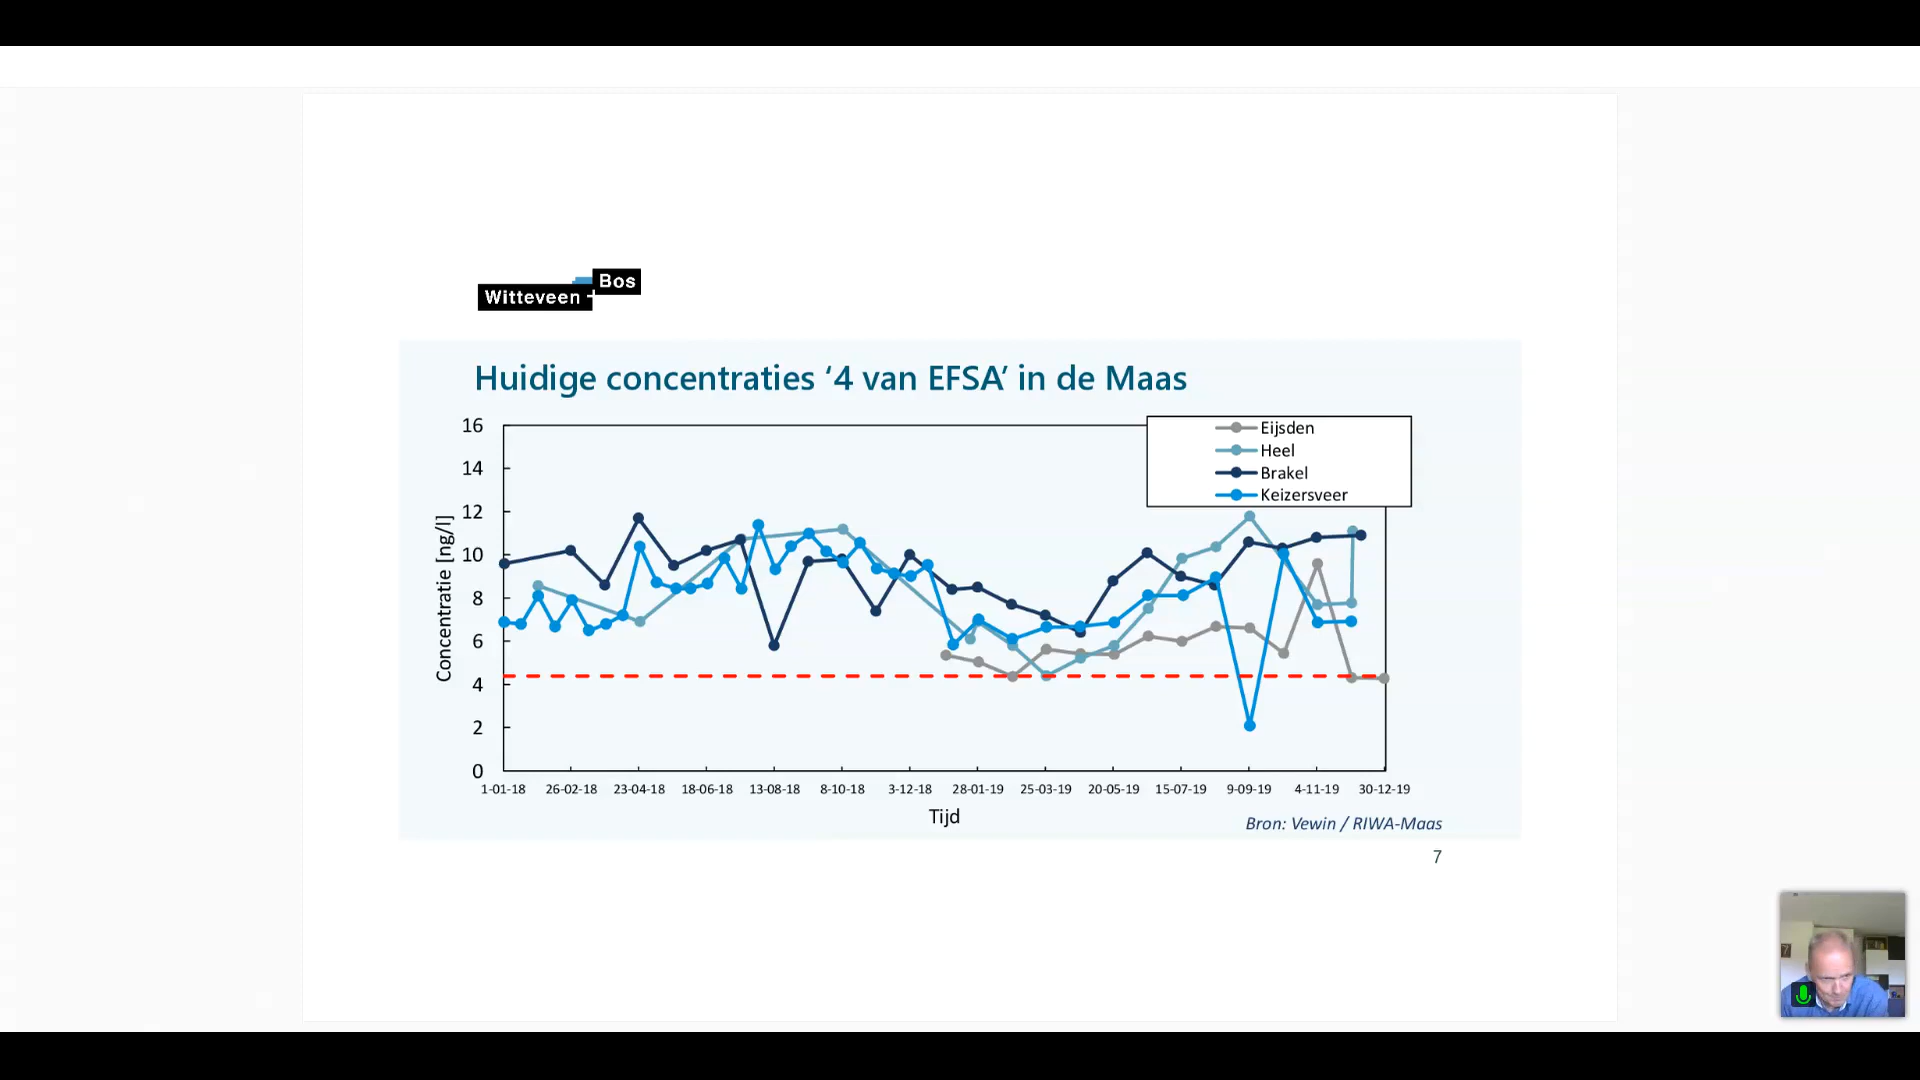 Bos
Witteveen +
Huidige concentraties ‘4 van EFSA’ in de Maas
16
14
12
10
8
6
4
2
0
Concentratie [ng/l]
Eijsden
Heel
Brakel
Keizersveer
1-01-18 26-02-18 23-04-18 18-06-18 13-08-18 8-10-18 3-12-18 28-01-19 25-03-19 20-05-19 15-07-19 9-09-19 4-11-19 30-12-19
Tijd
Bron: Vewin / RIWA-Maas
7